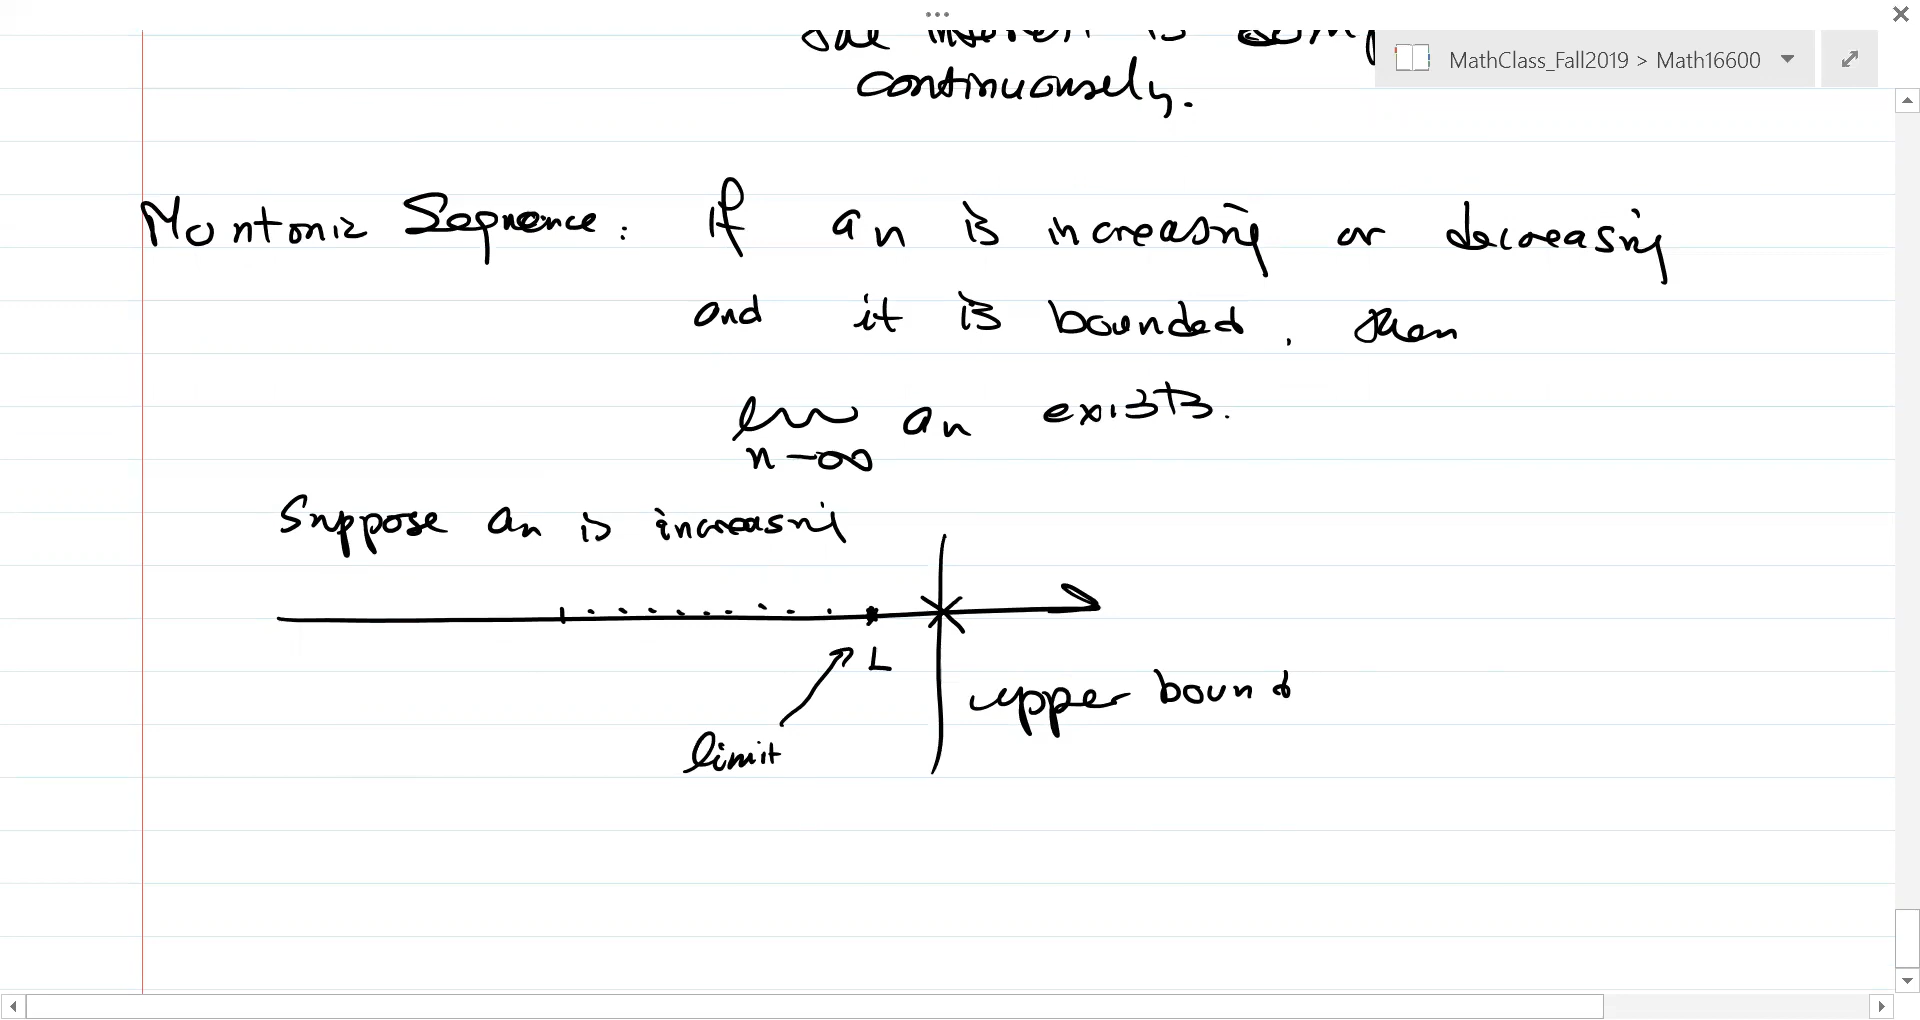 MathClass_Fall2019 > Math16600
continuously.
Montonic Sequence: If an is increasing or decreasing
and it is bounded, then
lim an exists.
n→∞
Suppose an is increasing
L
upper bound
limit